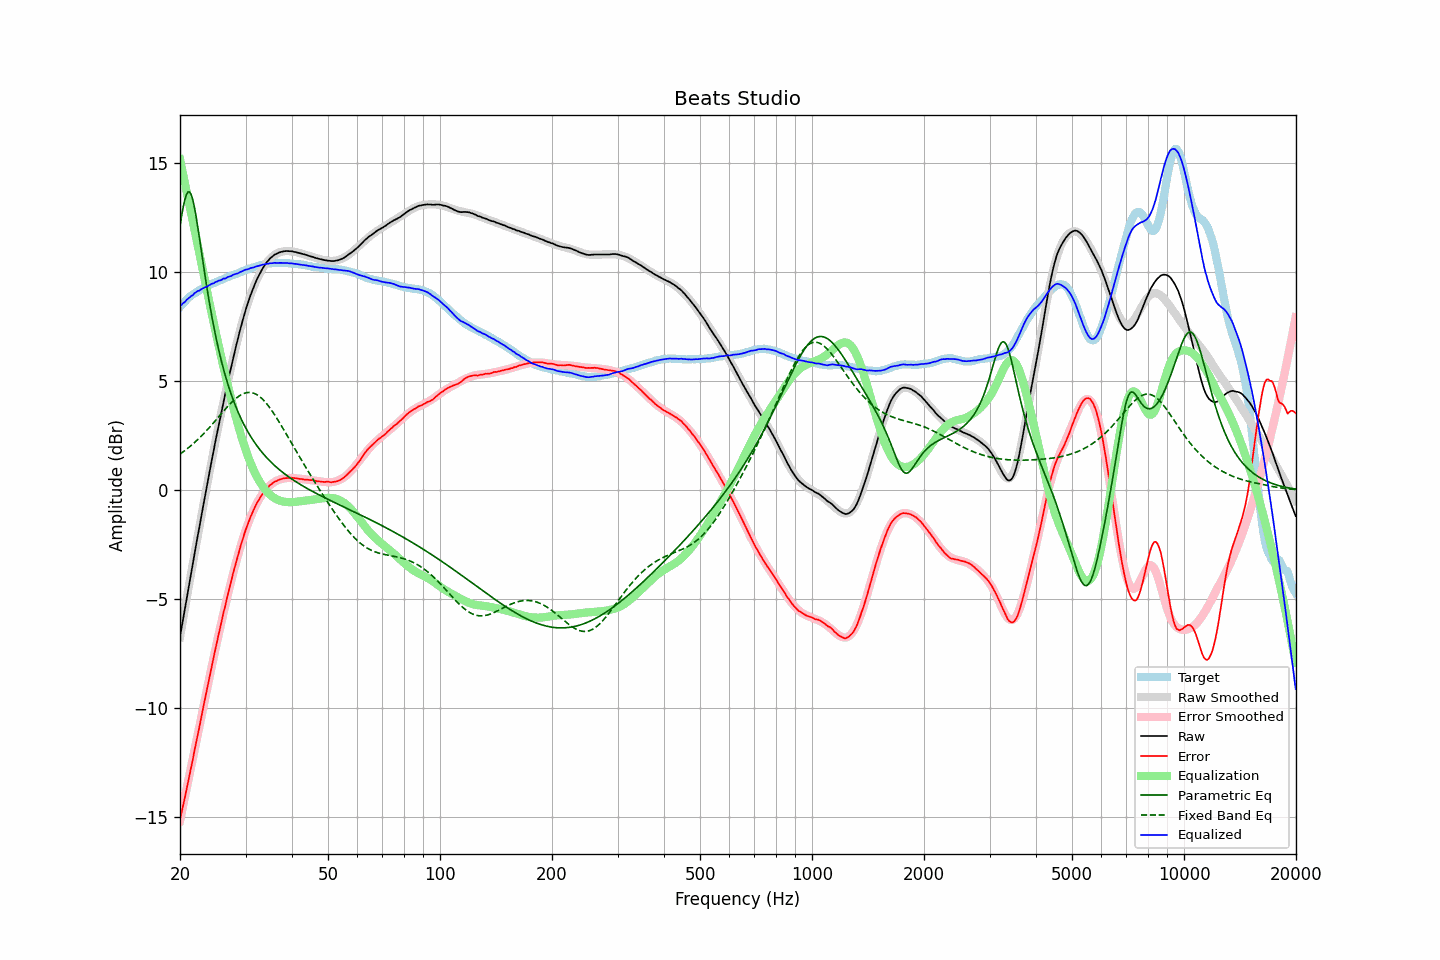 Beats Studio
Amplitude (dBr)
15
10
5
0
−5
−10
−15
20
50
100
200
500
1000
2000
5000
10000
20000
Frequency (Hz)
Target
Raw Smoothed
Error Smoothed
Raw
Error
Equalization
Parametric Eq
Fixed Band Eq
Equalized